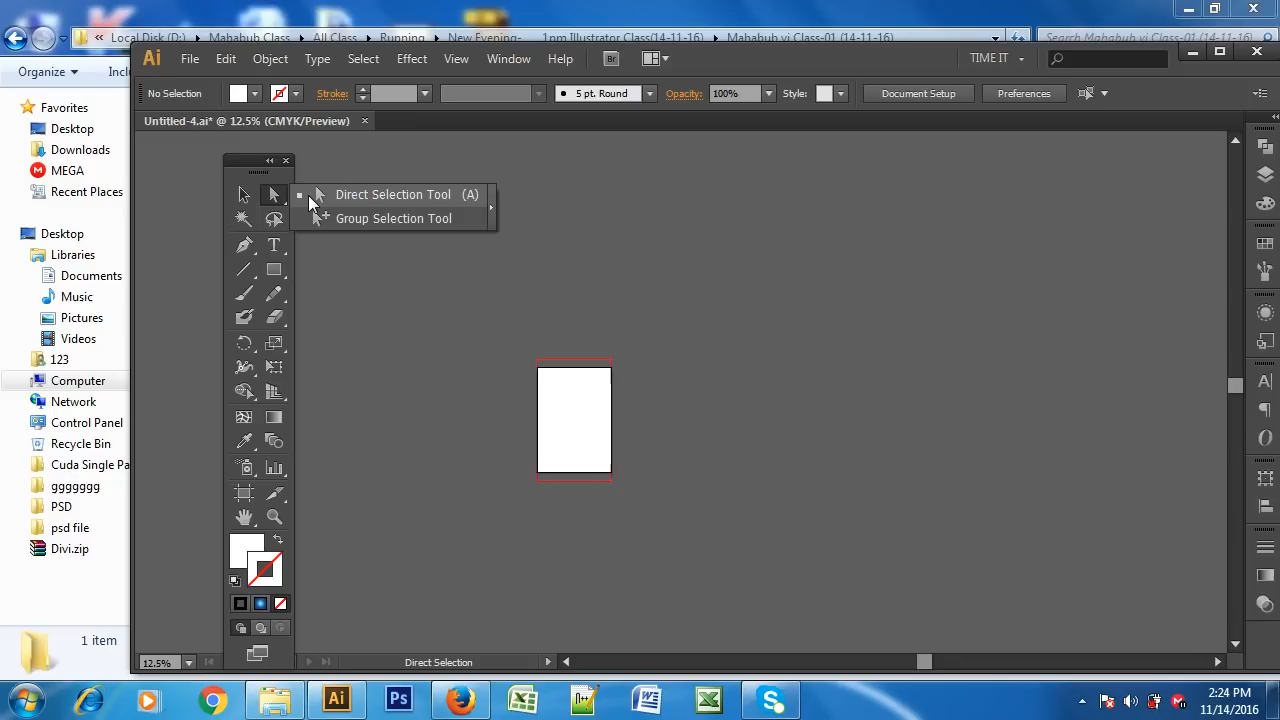 Local Disk (D:) Mahabub Class All Class Running New Evening- 1pm Illustrator Class(14-11-16) Mahabub vi Class-01 (14-11-16)
Search Mahabub vi Class-01 (14-11-16)
Organize
Ai File Edit Object Type Select Effect View Window Help Br TIME IT
No Selection Stroke: 5 pt. Round Opacity: 100% Style: Document Setup Preferences
Untitled-4.ai* @ 12.5% (CMYK/Preview)
Favorites
Desktop
Downloads
MEGA
Recent Places
Desktop
Libraries
Documents
Music
Pictures
Videos
123
Computer
Network
Control Panel
Recycle Bin
Cuda Single Pa
ggggggg
PSD
psd file
Divi.zip
1 item
Direct Selection Tool (A)
Group Selection Tool
12.5% Direct Selection
Ai Ps
2:24 PM
11/14/2016